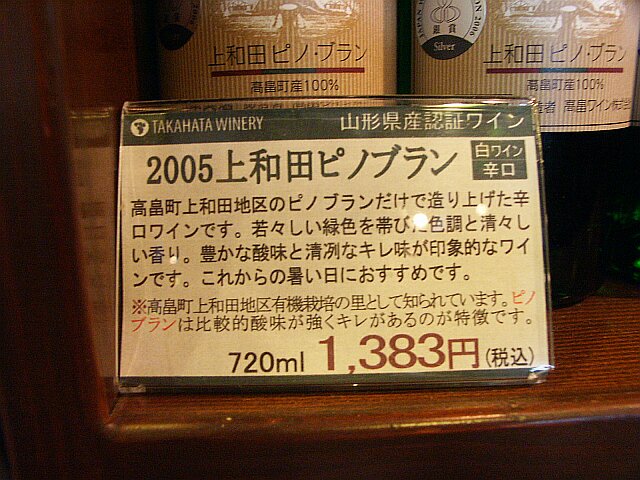 上和田 ピノ・ブラン
高畠町産100%
銀賞
Silver
上和田 ピノ・ブラン
高畠町産100%
高畠ワイン株式
TAKAHATA WINERY
山形県産認証ワイン
2005上和田ピノブラン
白ワイン
辛口
高畠町上和田地区のピノブランだけで造り上げた辛
口ワインです。若々しい緑色を帯びた色調と清々し
い香り。豊かな酸味と清冽なキレ味が印象的なワイ
ンです。これからの暑い日におすすめです。
※高畠町上和田地区有機栽培の里として知られています。ピノ
ブランは比較的酸味が強くキレがあるのが特徴です。
720ml 1,383円(税込)